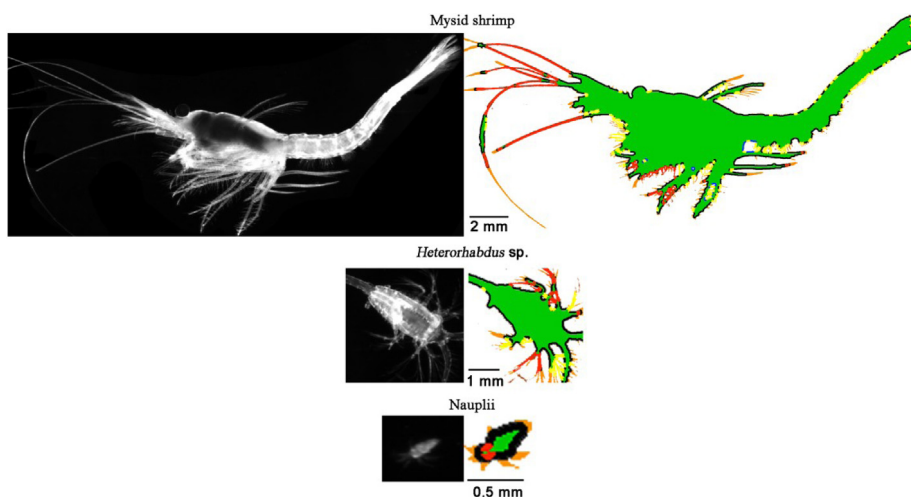 Mysid shrimp
2 mm
Heterorhabdus sp.
1 mm
Nauplii
0.5 mm